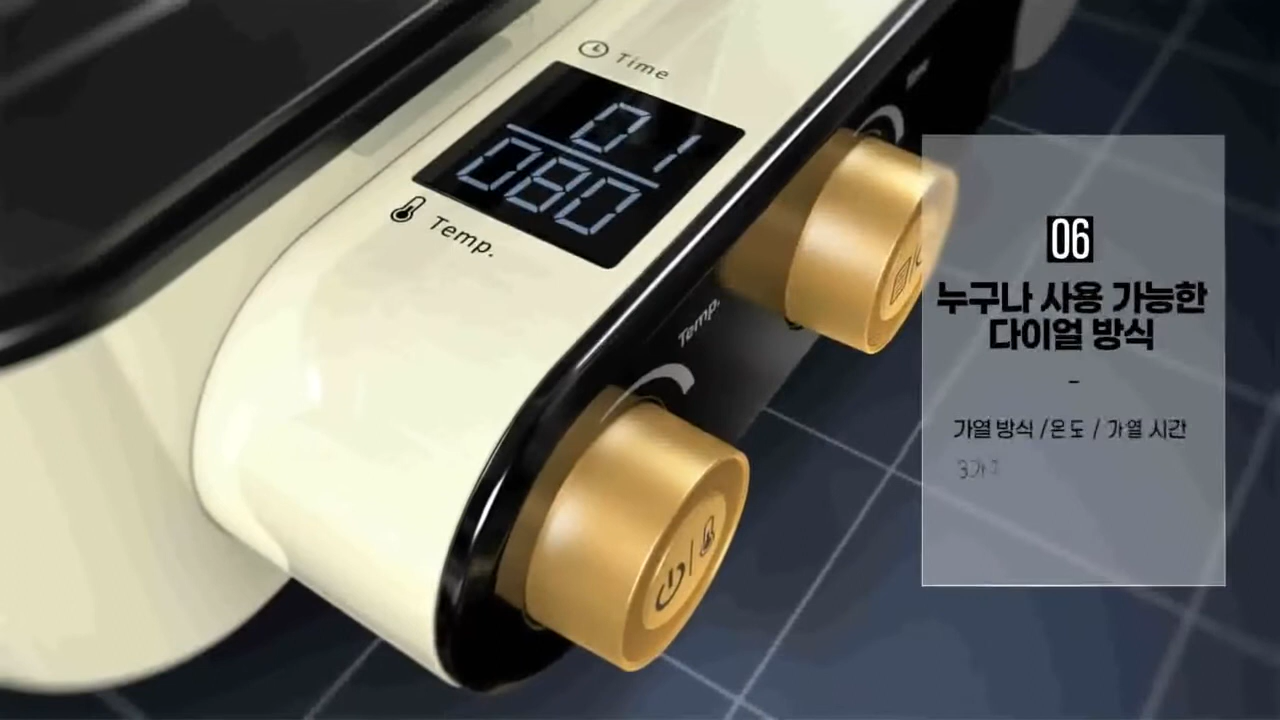 Time
01
080
Temp.
Temp.
06
누구나 사용 가능한
다이얼 방식
-
가열 방식 / 온도 / 가열 시간